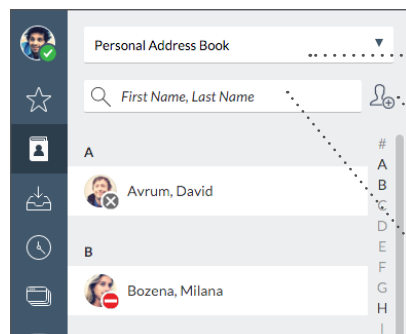 Personal Address Book
First Name, Last Name
A
Avrum, David
B
Bozena, Milana
#
A
B
C
D
E
F
G
H
I